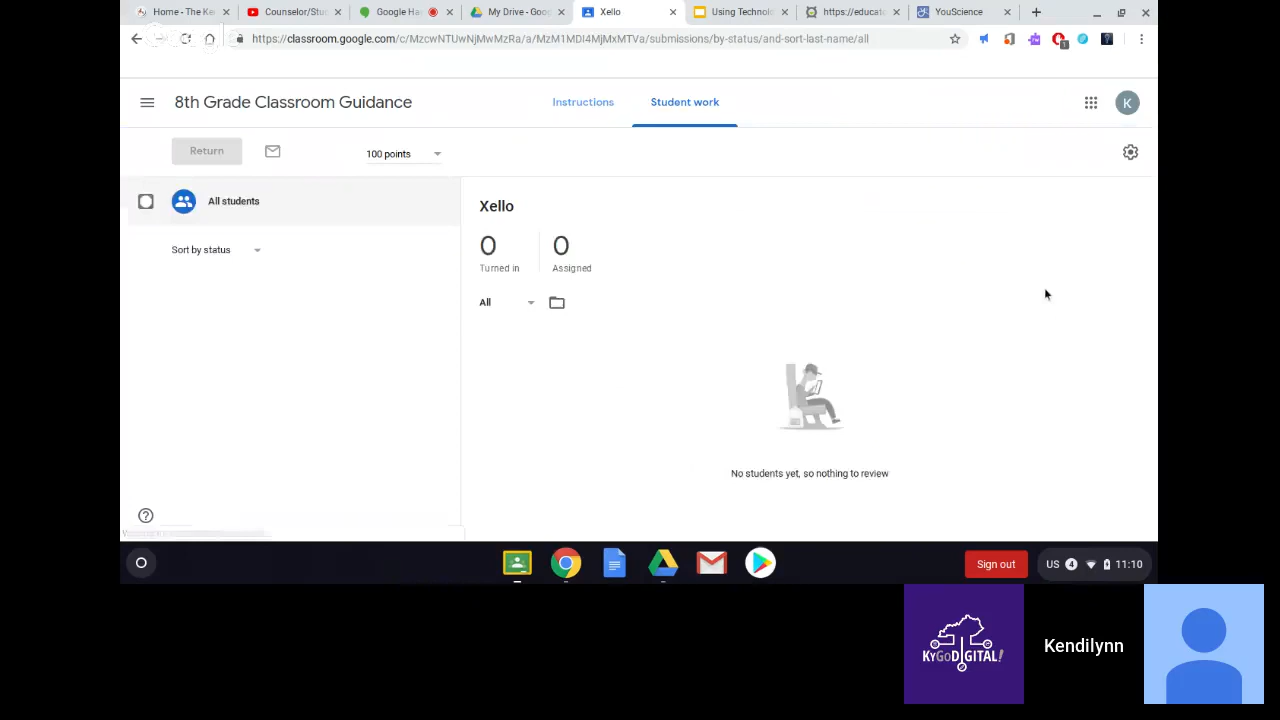 Home - The Ke
Counselor/Stu
Google Ha
My Drive - Goo
Xello
Using Technolo
https://educat
YouScience
https://classroom.google.com/c/MzcwNTUwNjMwMzRa/a/MzM1MDI4MjMxMTVa/submissions/by-status/and-sort-last-name/all
1
8th Grade Classroom Guidance
Instructions
Student work
K
Return
100 points
All students
Sort by status
Xello
0
0
Turned in
Assigned
All
No students yet, so nothing to review
Sign out
US
4
11:10
KyGoDIGITAL!
Kendilynn